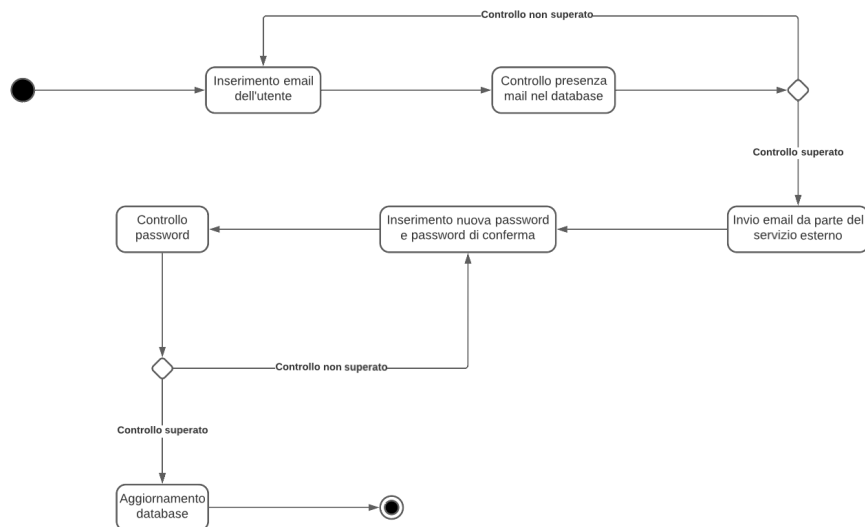 Controllo non superato
Inserimento email
dell'utente
Controllo presenza
mail nel database
Controllo superato
Invio email da parte del
servizio esterno
Inserimento nuova password
e password di conferma
Controllo
password
Controllo non superato
Controllo superato
Aggiornamento
database